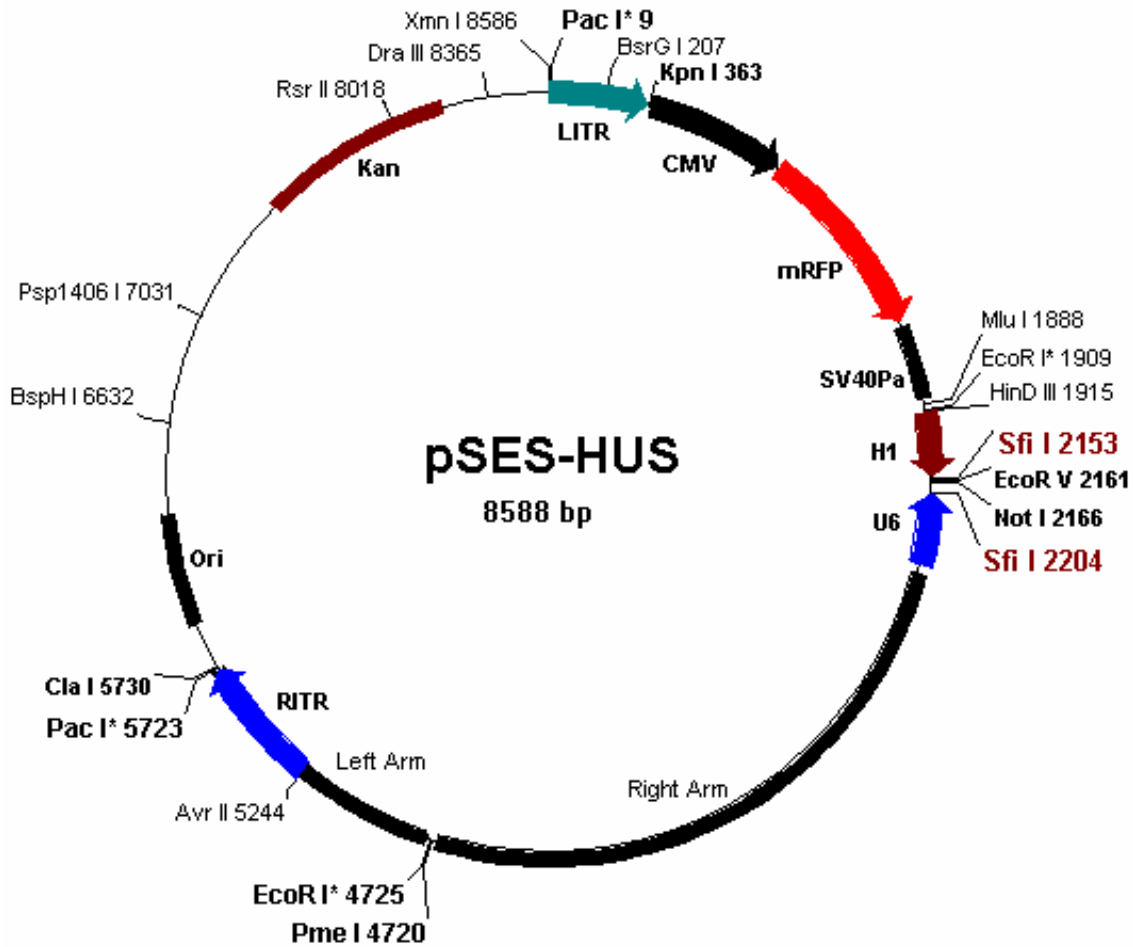 Xmn I 8586
Pac I* 9
Dra III 8365
BsrG I 207
Kpn I 363
Rsr II 8018
LITR
Kan
CMV
mRFP
Psp1406 I 7031
Mlu I 1888
EcoR I* 1909
SV40Pa
HinD III 1915
BspH I 6632
pSES-HUS
8588 bp
H1
Sfi I 2153
EcoR V 2161
U6
Not I 2166
Sfi I 2204
Ori
Cla I 5730
RITR
Pac I* 5723
Left Arm
Right Arm
Avr II 5244
EcoR I* 4725
Pme I 4720